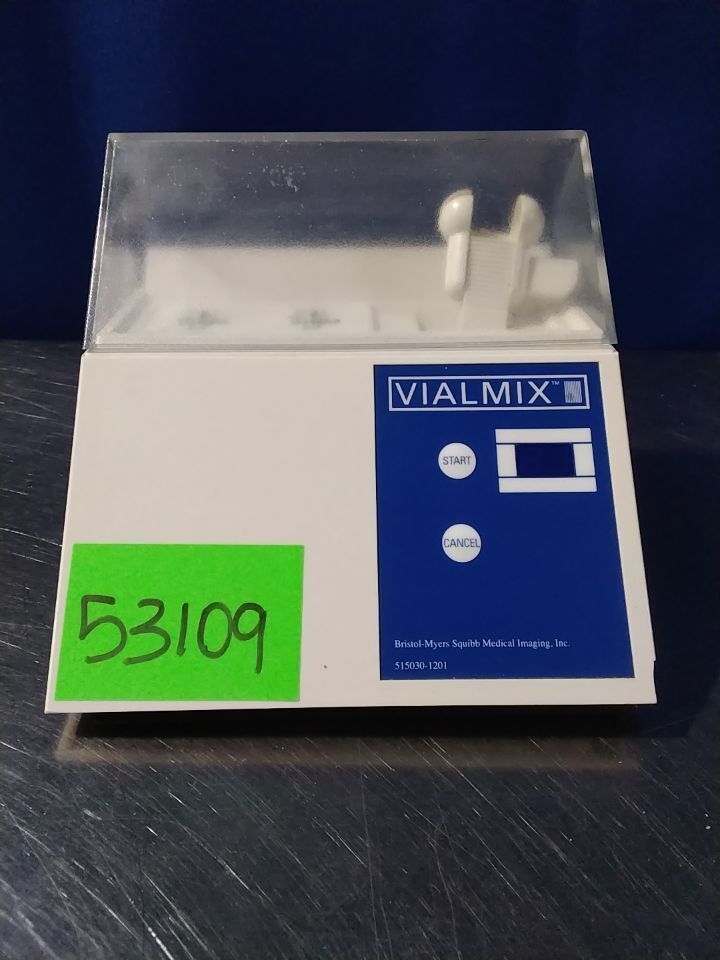 VIALMIX™
START
CANCEL
53109
Bristol-Myers Squibb Medical Imaging, Inc.
515030-1201